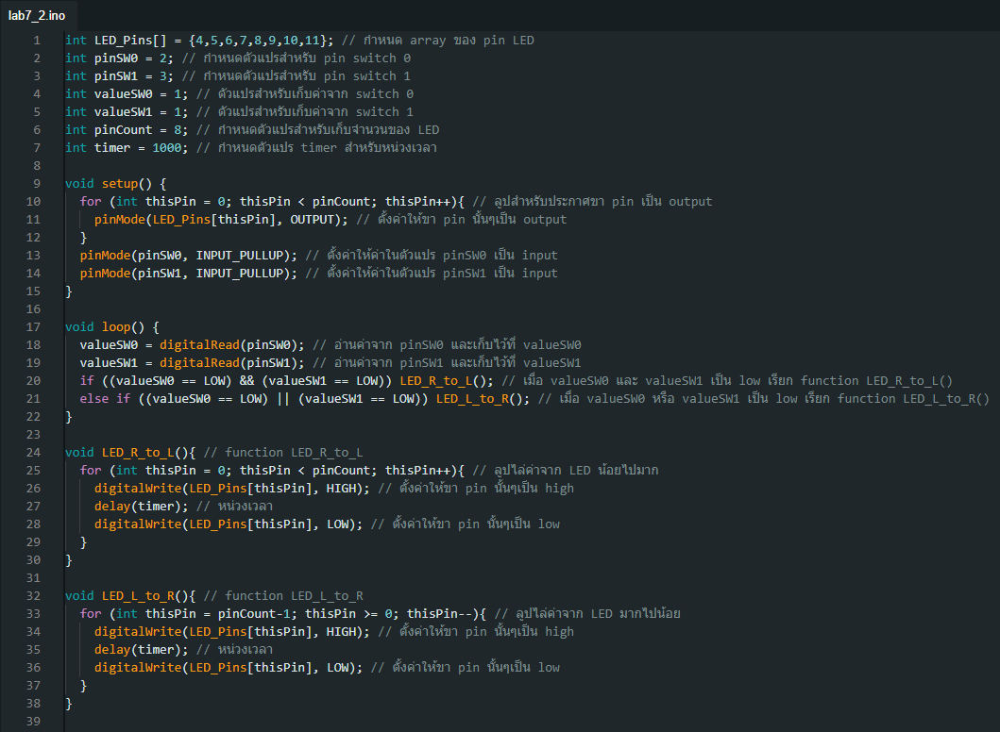 lab7_2.ino
1 int LED_Pins[] = {4,5,6,7,8,9,10,11}; // กำหนด array ของ pin LED
2 int pinSW0 = 2; // กำหนดตัวแปรสำหรับ pin switch 0
3 int pinSW1 = 3; // กำหนดตัวแปรสำหรับ pin switch 1
4 int valueSW0 = 1; // ตัวแปรสำหรับเก็บค่าจาก switch 0
5 int valueSW1 = 1; // ตัวแปรสำหรับเก็บค่าจาก switch 1
6 int pinCount = 8; // กำหนดตัวแปรสำหรับเก็บจำนวนของ LED
7 int timer = 1000; // กำหนดตัวแปร timer สำหรับหน่วงเวลา
8
9 void setup() {
10 for (int thisPin = 0; thisPin < pinCount; thisPin++){ // ลูปสำหรับประกาศขา pin เป็น output
11 pinMode(LED_Pins[thisPin], OUTPUT); // ตั้งค่าให้ขา pin นั้นๆเป็น output
12 }
13 pinMode(pinSW0, INPUT_PULLUP); // ตั้งค่าให้ค่าในตัวแปร pinSW0 เป็น input
14 pinMode(pinSW1, INPUT_PULLUP); // ตั้งค่าให้ค่าในตัวแปร pinSW1 เป็น input
15 }
16
17 void loop() {
18 valueSW0 = digitalRead(pinSW0); // อ่านค่าจาก pinSW0 และเก็บไว้ที่ valueSW0
19 valueSW1 = digitalRead(pinSW1); // อ่านค่าจาก pinSW1 และเก็บไว้ที่ valueSW1
20 if ((valueSW0 == LOW) && (valueSW1 == LOW)) LED_R_to_L(); // เมื่อ valueSW0 และ valueSW1 เป็น low เรียก function LED_R_to_L()
21 else if ((valueSW0 == LOW) || (valueSW1 == LOW)) LED_L_to_R(); // เมื่อ valueSW0 หรือ valueSW1 เป็น low เรียก function LED_L_to_R()
22 }
23
24 void LED_R_to_L(){ // function LED_R_to_L
25 for (int thisPin = 0; thisPin < pinCount; thisPin++){ // ลูปไล่ค่าจาก LED น้อยไปมาก
26 digitalWrite(LED_Pins[thisPin], HIGH); // ตั้งค่าให้ขา pin นั้นๆเป็น high
27 delay(timer); // หน่วงเวลา
28 digitalWrite(LED_Pins[thisPin], LOW); // ตั้งค่าให้ขา pin นั้นๆเป็น low
29 }
30 }
31
32 void LED_L_to_R(){ // function LED_L_to_R
33 for (int thisPin = pinCount-1; thisPin >= 0; thisPin--){ // ลูปไล่ค่าจาก LED มากไปน้อย
34 digitalWrite(LED_Pins[thisPin], HIGH); // ตั้งค่าให้ขา pin นั้นๆเป็น high
35 delay(timer); // หน่วงเวลา
36 digitalWrite(LED_Pins[thisPin], LOW); // ตั้งค่าให้ขา pin นั้นๆเป็น low
37 }
38 }
39